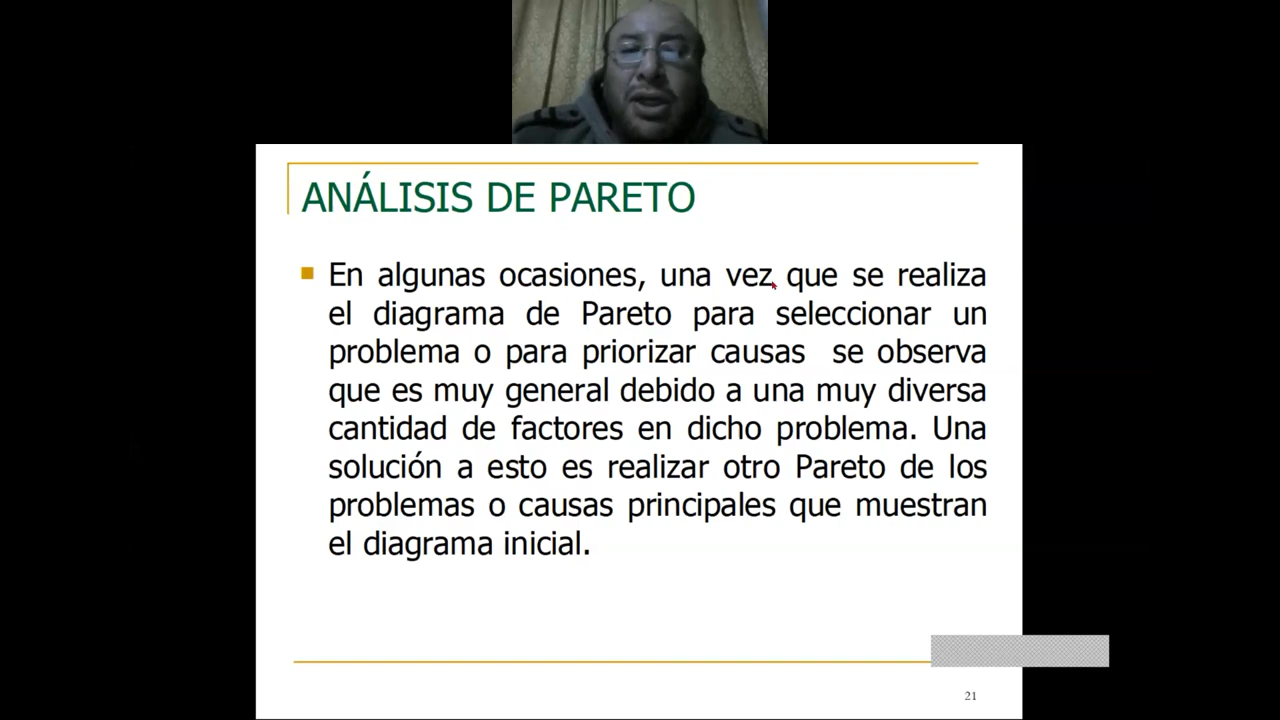 ANÁLISIS DE PARETO
En algunas ocasiones, una vez que se realiza
el diagrama de Pareto para seleccionar un
problema o para priorizar causas se observa
que es muy general debido a una muy diversa
cantidad de factores en dicho problema. Una
solución a esto es realizar otro Pareto de los
problemas o causas principales que muestran
el diagrama inicial.
21